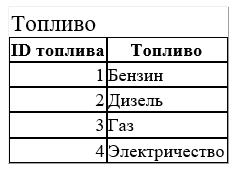 Топливо
ID топлива Топливо
1 Бензин
2 Дизель
3 Газ
4 Электричество